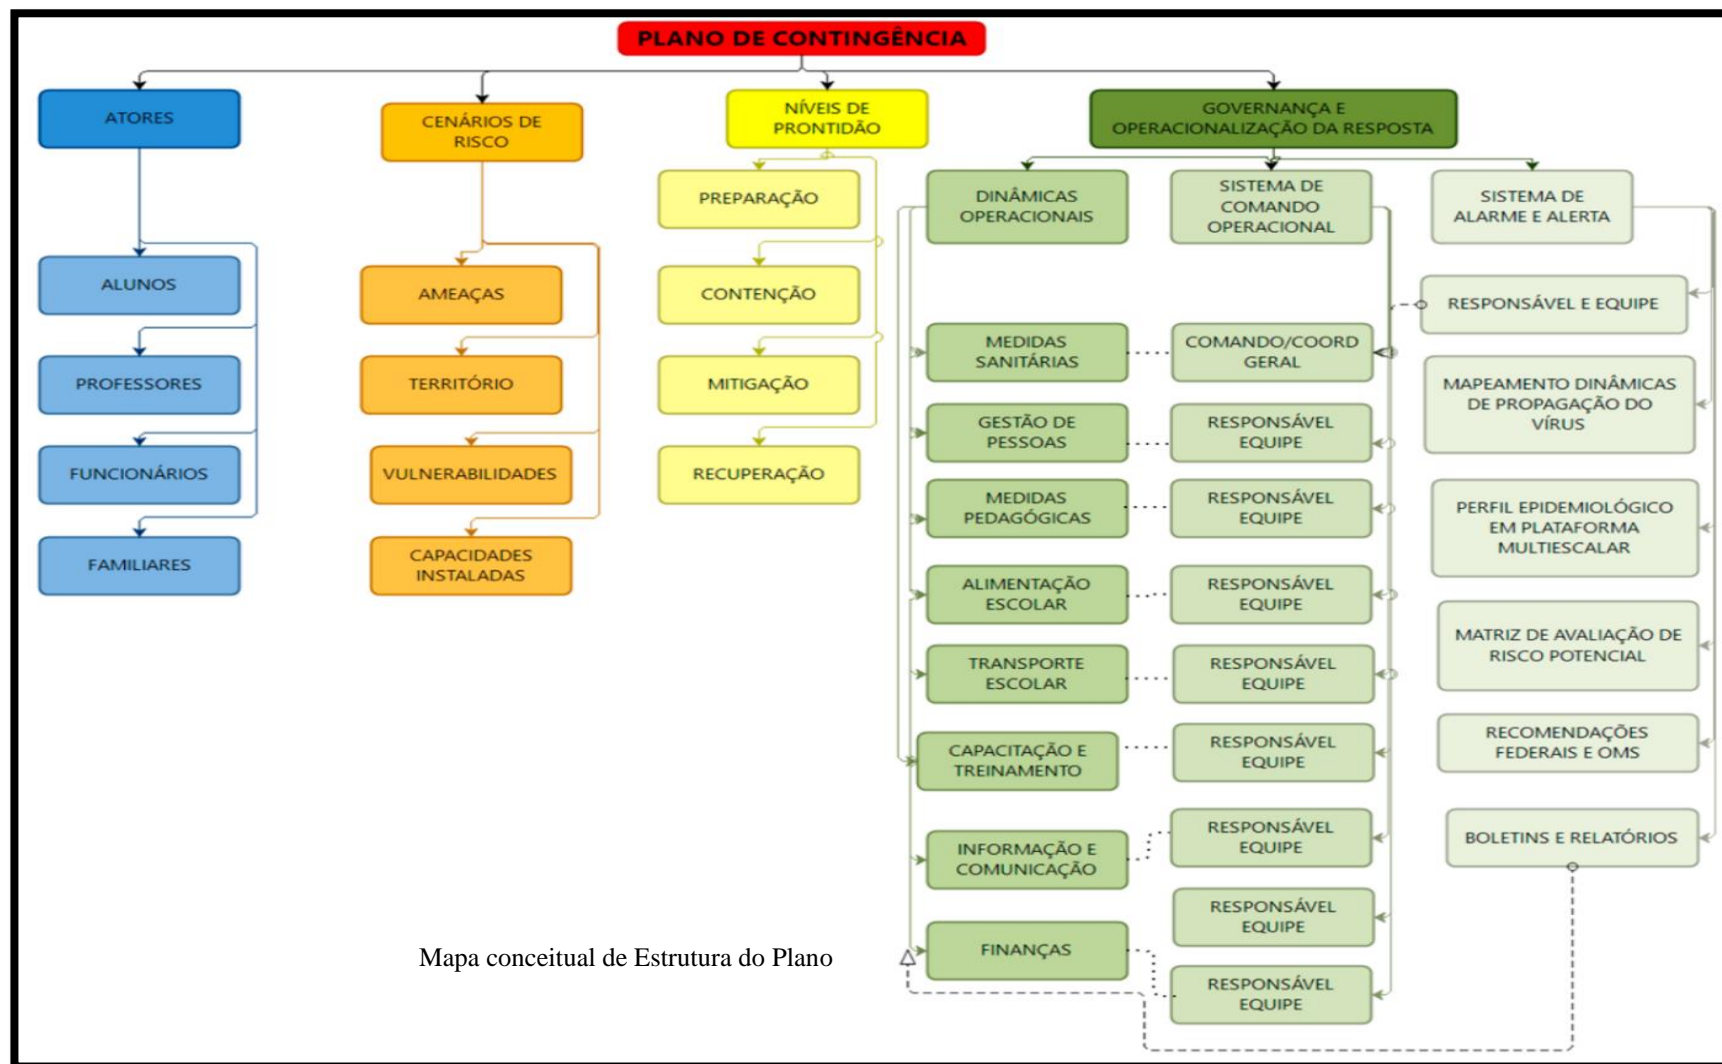 PLANO DE CONTINGÊNCIA
ATORES
ALUNOS
PROFESSORES
FUNCIONÁRIOS
FAMILIARES
CENÁRIOS DE
RISCO
AMEAÇAS
TERRITÓRIO
VULNERABILIDADES
CAPACIDADES
INSTALADAS
NÍVEIS DE
PRONTIDÃO
PREPARAÇÃO
CONTENÇÃO
MITIGAÇÃO
RECUPERAÇÃO
GOVERNANÇA E
OPERACIONALIZAÇÃO DA RESPOSTA
DINÂMICAS
OPERACIONAIS
MEDIDAS
SANITÁRIAS
GESTÃO DE
PESSOAS
MEDIDAS
PEDAGÓGICAS
ALIMENTAÇÃO
ESCOLAR
TRANSPORTE
ESCOLAR
CAPACITAÇÃO E
TREINAMENTO
INFORMAÇÃO E
COMUNICAÇÃO
FINANÇAS
SISTEMA DE
COMANDO
OPERACIONAL
COMANDO/COORD
GERAL
RESPONSÁVEL
EQUIPE
RESPONSÁVEL
EQUIPE
RESPONSÁVEL
EQUIPE
RESPONSÁVEL
EQUIPE
RESPONSÁVEL
EQUIPE
RESPONSÁVEL
EQUIPE
RESPONSÁVEL
EQUIPE
RESPONSÁVEL
EQUIPE
SISTEMA DE
ALARME E ALERTA
RESPONSÁVEL E EQUIPE
MAPEAMENTO DINÂMICAS
DE PROPAGAÇÃO DO
VÍRUS
PERFIL EPIDEMIOLÓGICO
EM PLATAFORMA
MULTIESCALAR
MATRIZ DE AVALIAÇÃO DE
RISCO POTENCIAL
RECOMENDAÇÕES
FEDERAIS E OMS
BOLETINS E RELATÓRIOS
Mapa conceitual de Estrutura do Plano